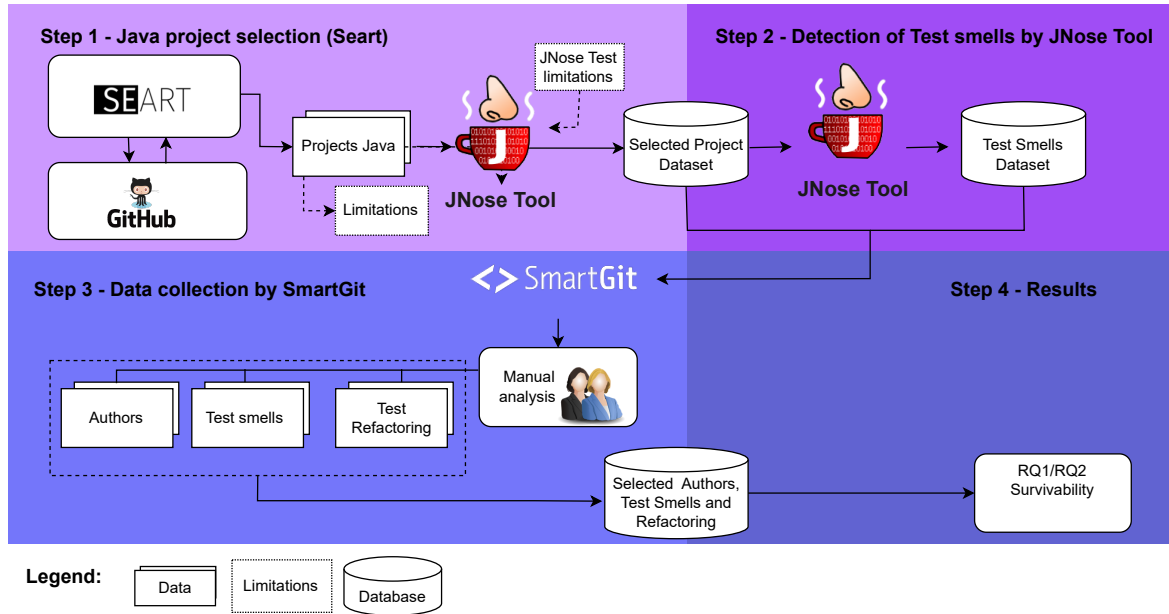 Step 1 - Java project selection (Seart)
Step 2 - Detection of Test smells by JNose Tool
SEART
GitHub
Projects Java
Limitations
JNose Test
limitations
J
JNose Tool
Selected Project
Dataset
J
JNose Tool
Test Smells
Dataset
Step 3 - Data collection by SmartGit
SmartGit
Step 4 - Results
Manual
analysis
Authors
Test smells
Test
Refactoring
Selected Authors,
Test Smells and
Refactoring
RQ1/RQ2
Survivability
Legend:
Data
Limitations
Database